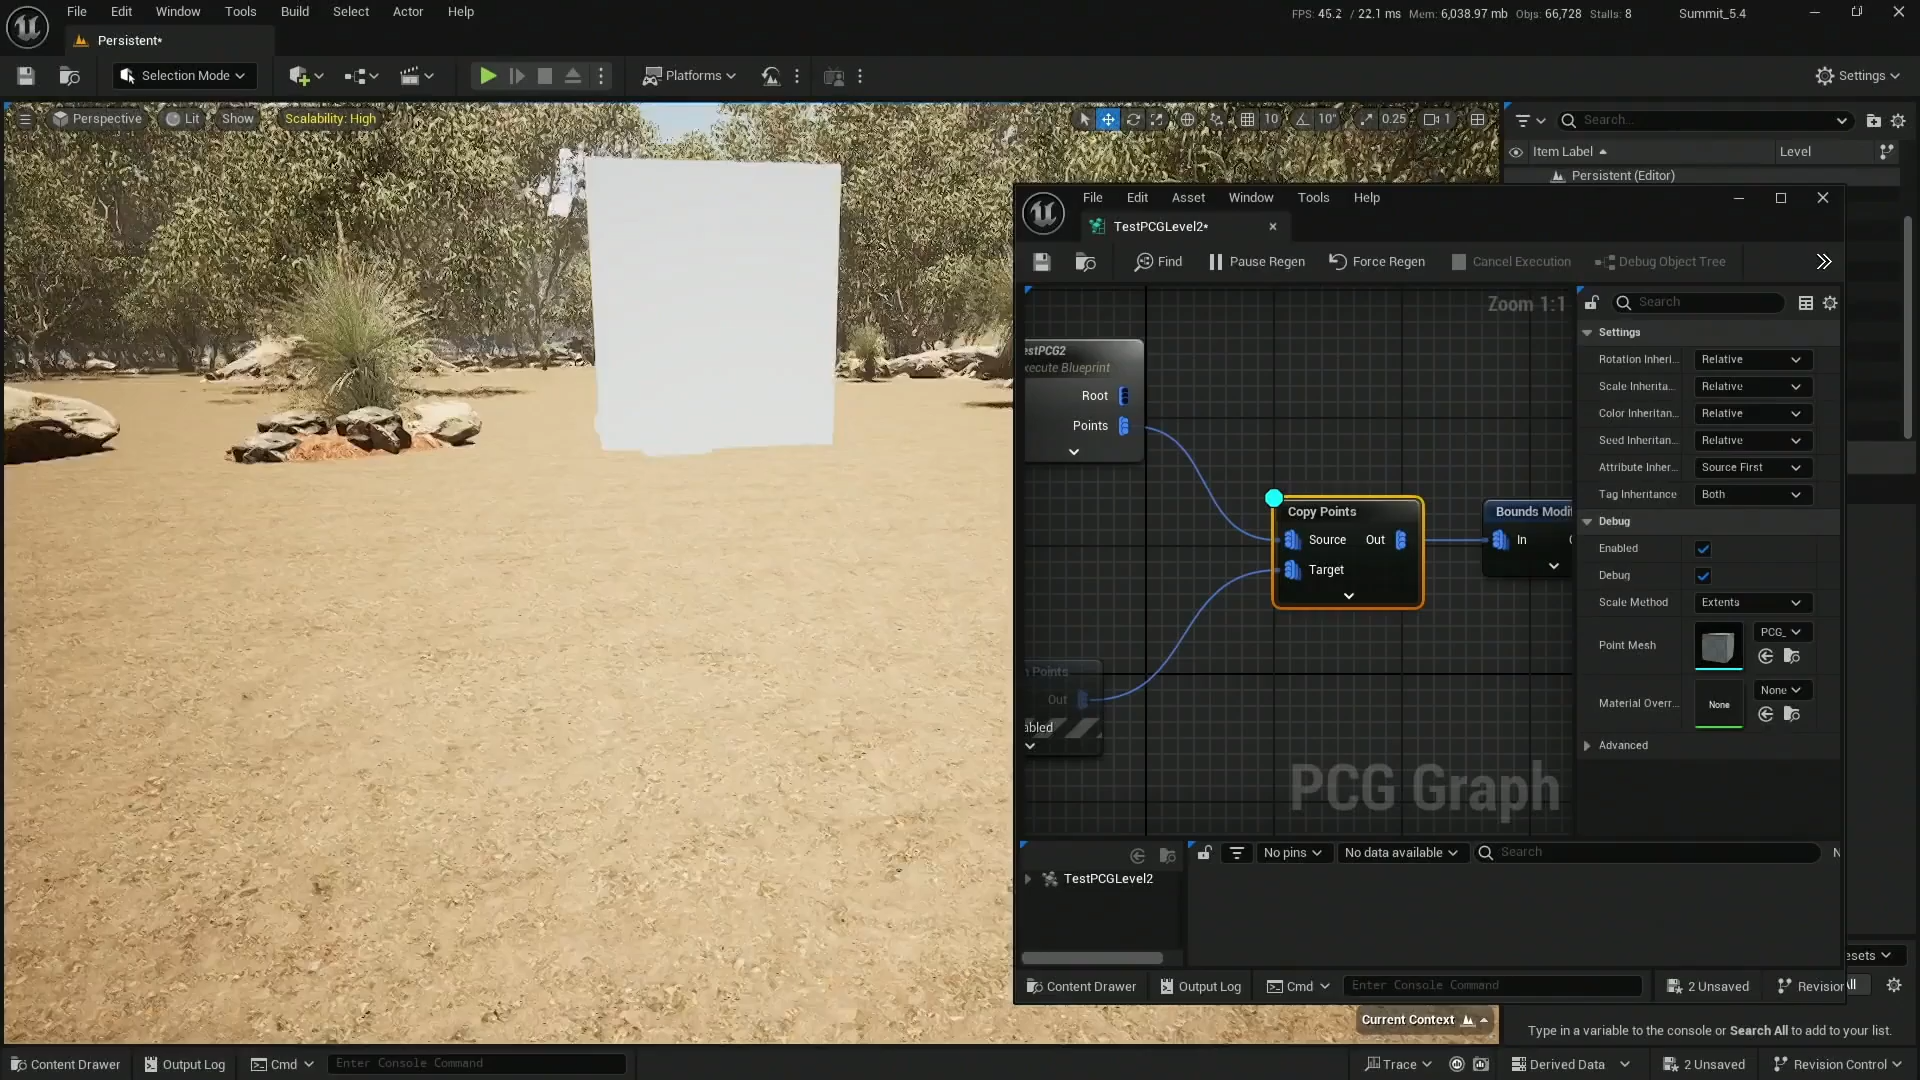 File Edit Window Tools Build Select Actor Help
FPS: 45.2 / 22.1 ms Mem: 6,038.97 mb Objs: 66,728 Stalls: 8
Summit_5.4
Persistent*
Selection Mode
Platforms
Settings
Perspective Lit Show Scalability: High
10 10° 0.25 1
Search...
Item Label Level
Persistent (Editor)
File Edit Asset Window Tools Help
TestPCGLevel2*
Find Pause Regen Force Regen Cancel Execution Debug Object Tree
Zoom 1:1
Search
Settings
Rotation Inheri... Relative
Scale Inherita... Relative
Color Inheritan... Relative
Seed Inheritan... Relative
Attribute Inher... Source First
Tag Inheritance Both
Debug
Enabled
Debug
Scale Method Extents
Point Mesh PCG_
Material Overr... None None
Advanced
estPCG2
xecute Blueprint
Root
Points
Copy Points
Source Out
Target
Bounds Modif
In
n Points
Out
abled
PCG Graph
No pins No data available Search
TestPCGLevel2
Content Drawer Output Log Cmd Enter Console Command 2 Unsaved Revision
esets
All
Current Context
Type in a variable to the console or Search All to add to your list.
Content Drawer Output Log Cmd Enter Console Command Trace Derived Data 2 Unsaved Revision Control